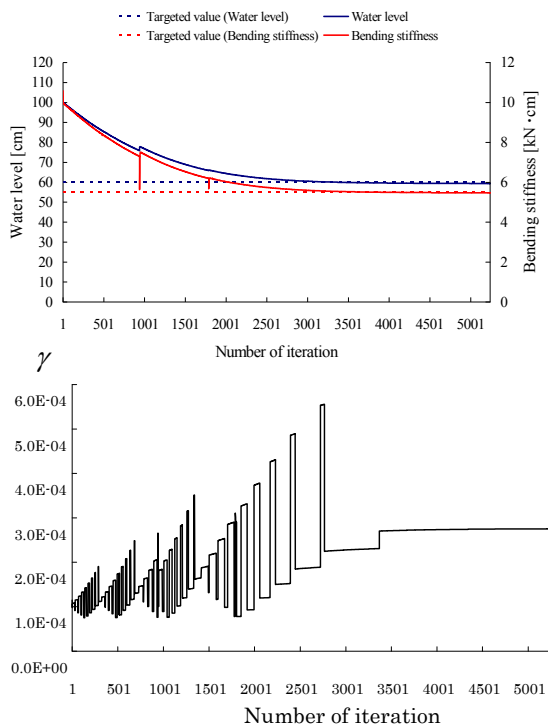 Targeted value (Water level) Water level
Targeted value (Bending stiffness) Bending stiffness
120 12
110
100 10
90
80 8
70
60 6
50
40 4
30
20 2
10
0 0
Water level [cm]
Bending stiffness [kN・cm]
1 501 1001 1501 2001 2501 3001 3501 4001 4501 5001
Number of iteration
γ
6.0E-04
5.0E-04
4.0E-04
3.0E-04
2.0E-04
1.0E-04
0.0E+00
1 501 1001 1501 2001 2501 3001 3501 4001 4501 5001
Number of iteration